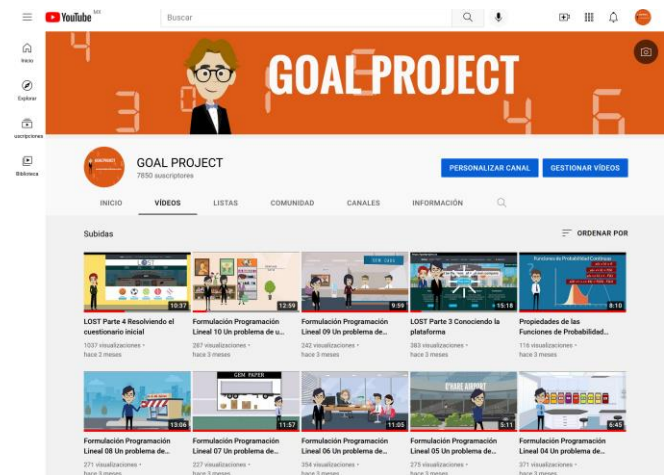 YouTube MX
Buscar
Inicio
Explorar
uscripciones
Biblioteca
GOAL PROJECT
GOAL PROJECT
7850 suscriptores
PERSONALIZAR CANAL
GESTIONAR VÍDEOS
INICIO
VÍDEOS
LISTAS
COMUNIDAD
CANALES
INFORMACIÓN
Subidas
ORDENAR POR
LOST
10:37
12:59
9:59
15:18
Funciones de Probabilidad Continuas
8:10
LOST Parte 4 Resolviendo el
cuestionario inicial
1037 visualizaciones •
hace 2 meses
Formulación Programación
Lineal 10 Un problema de u...
287 visualizaciones •
hace 3 meses
Formulación Programación
Lineal 09 Un problema de...
242 visualizaciones •
hace 3 meses
LOST Parte 3 Conociendo la
plataforma
383 visualizaciones •
hace 3 meses
Propiedades de las
Funciones de Probabilidad...
116 visualizaciones •
hace 3 meses
13:06
GEM PAPER
11:57
11:05
O'HARE AIRPORT
5:11
6:45
Formulación Programación
Lineal 08 Un problema de...
271 visualizaciones •
hace 3 meses
Formulación Programación
Lineal 07 Un problema de...
227 visualizaciones •
hace 3 meses
Formulación Programación
Lineal 06 Un problema de...
visualizaciones •
hace 3 meses
Formulación Programación
Lineal 05 Un problema de...
275 visualizaciones •
hace 3 meses
Formulación Programación
Lineal 04 Un problema de...
371 visualizaciones •
hace 3 meses